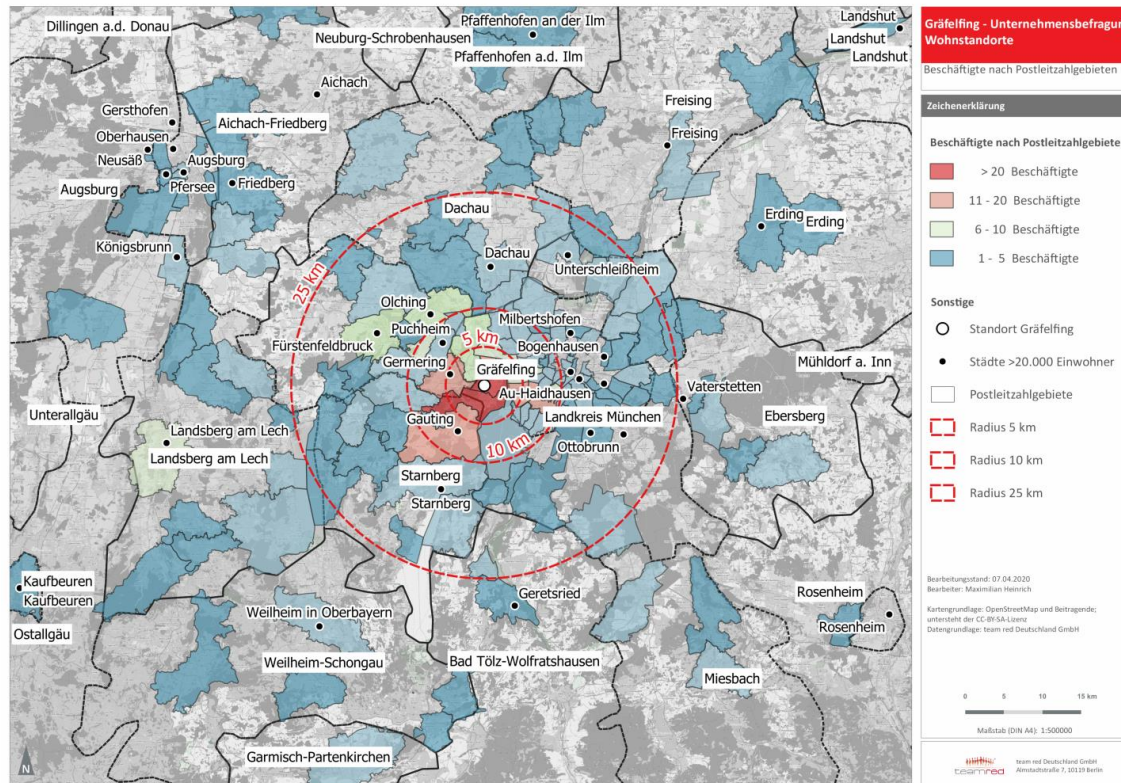 Dillingen a.d. Donau
Neuburg-Schrobenhausen
Pfaffenhofen an der Ilm
Pfaffenhofen a.d. Ilm
Landshut
Landshut
Landshut
Aichach
Gersthofen
Aichach-Friedberg
Oberhausen
Neusäß
Augsburg
Pfersee
Augsburg
Friedberg
Freising
Freising
Königsbrunn
Dachau
Dachau
Unterschleißheim
Erding
Erding
25 km
Olching
Puchheim
Fürstenfeldbruck
Germering
5 km
Milbertshofen
Bogenhausen
Gräfelfing
Au-Haidhausen
Mühldorf a. Inn
Vaterstetten
Ebersberg
Unterallgäu
Landsberg am Lech
Landsberg am Lech
Gauting
Landkreis München
Ottobrunn
10 km
Starnberg
Starnberg
Kaufbeuren
Kaufbeuren
Ostallgäu
Weilheim in Oberbayern
Weilheim-Schongau
Geretsried
Bad Tölz-Wolfratshausen
Rosenheim
Rosenheim
Miesbach
Garmisch-Partenkirchen
N
Gräfelfing - Unternehmensbefragun
Wohnstandorte
Beschäftigte nach Postleitzahlgebieten
Zeichenerklärung
Beschäftigte nach Postleitzahlgebiete
> 20 Beschäftigte
11 - 20 Beschäftigte
6 - 10 Beschäftigte
1 - 5 Beschäftigte
Sonstige
Standort Gräfelfing
Städte >20.000 Einwohner
Postleitzahlgebiete
Radius 5 km
Radius 10 km
Radius 25 km
Bearbeitungsstand: 07.04.2020
Bearbeiter: Maximilian Heinrich
Kartengrundlage: OpenStreetMap und Beitragende;
untersteht der CC-BY-SA-Lizenz
Datengrundlage: team red Deutschland GmbH
0 5 10 15 km
Maßstab (DIN A4): 1:500000
teamred
team red Deutschland GmbH
Almstadtstraße 7, 10119 Berlin